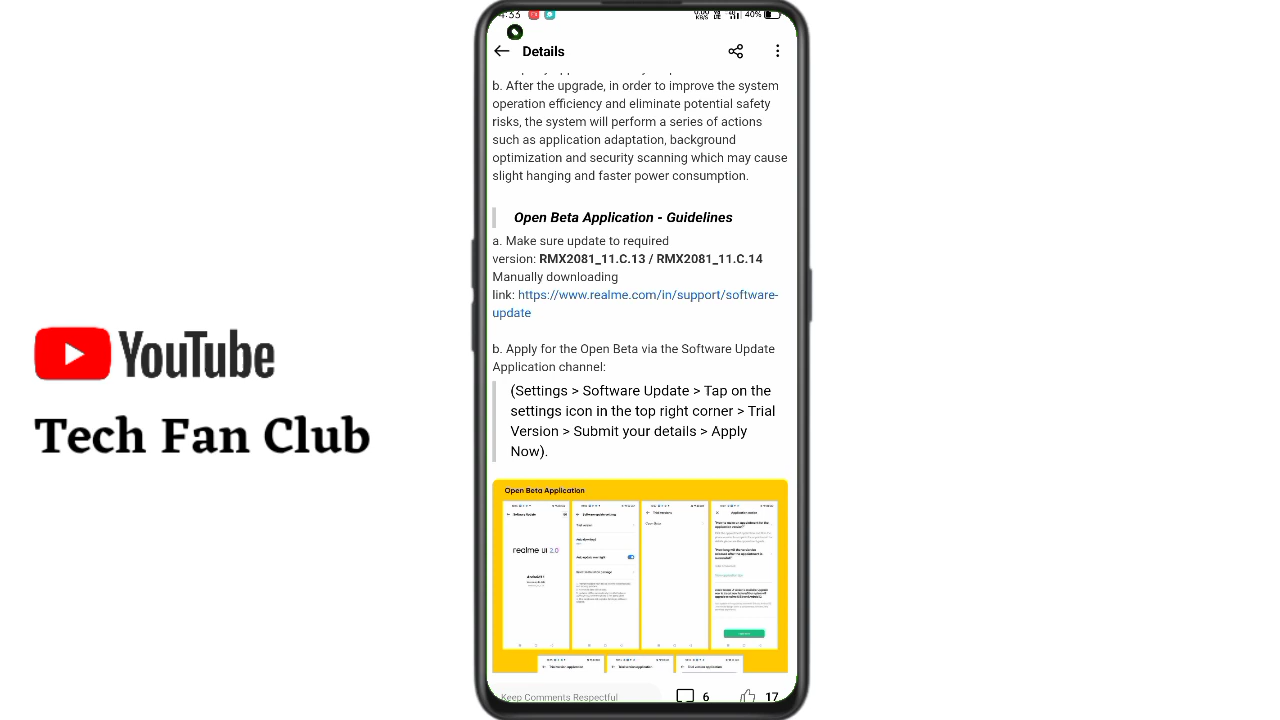 4:33
40%
Details
b. After the upgrade, in order to improve the system
operation efficiency and eliminate potential safety
risks, the system will perform a series of actions
such as application adaptation, background
optimization and security scanning which may cause
slight hanging and faster power consumption.
Open Beta Application - Guidelines
a. Make sure update to required
version: RMX2081_11.C.13 / RMX2081_11.C.14
Manually downloading
link: https://www.realme.com/in/support/software-
update
b. Apply for the Open Beta via the Software Update
Application channel:
(Settings > Software Update > Tap on the
settings icon in the top right corner > Trial
Version > Submit your details > Apply
Now).
Open Beta Application
Software Update
realme UI 2.0
Keep Comments Respectful
6
17
YouTube
Tech Fan Club